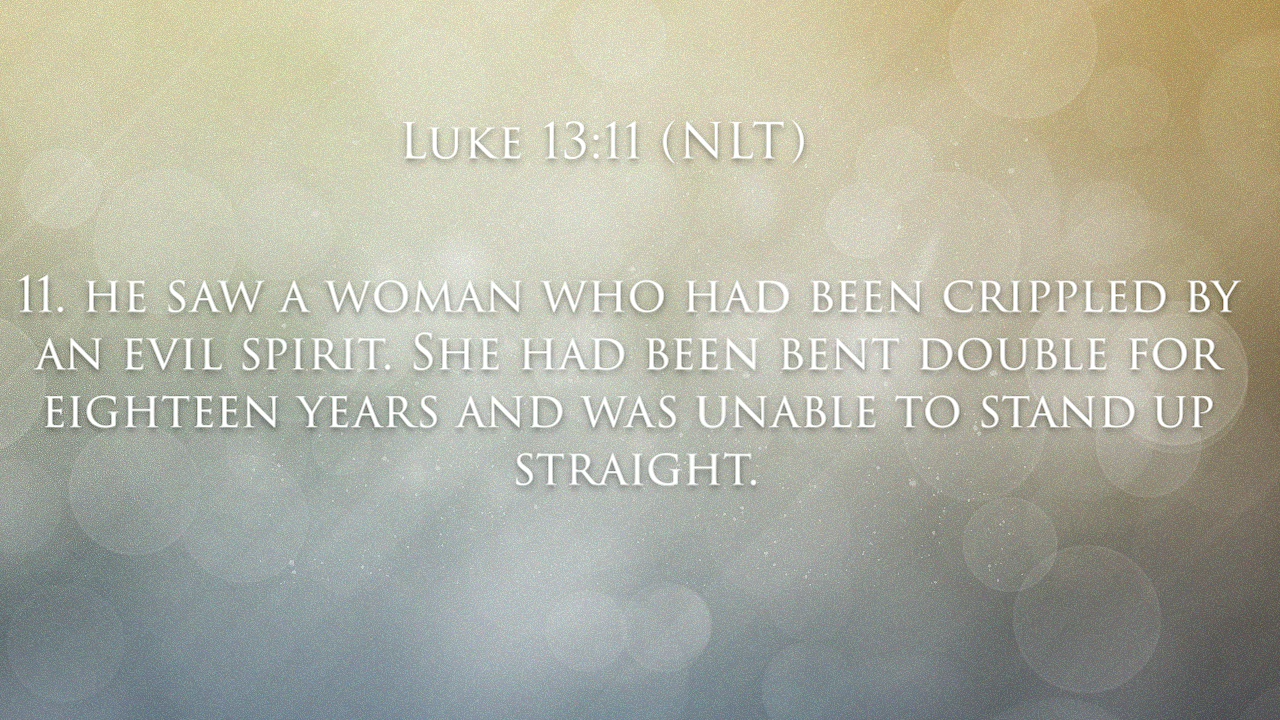 Luke 13:11 (NLT)
11. he saw a woman who had been crippled by
an evil spirit. She had been bent double for
eighteen years and was unable to stand up
straight.